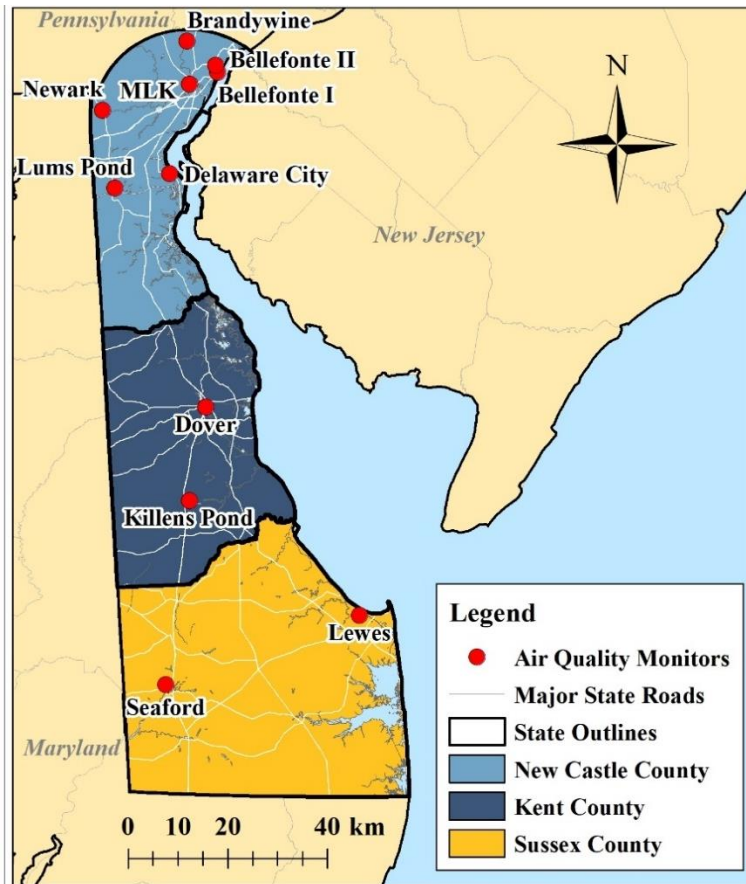 Pennsylvania
Brandywine
Bellefonte II
Newark
MLK
Bellefonte I
N
Lums Pond
Delaware City
New Jersey
Dover
Killens Pond
Legend
Lewes
Air Quality Monitors
Seaford
Major State Roads
State Outlines
Maryland
New Castle County
Kent County
0 10 20 40 km
Sussex County